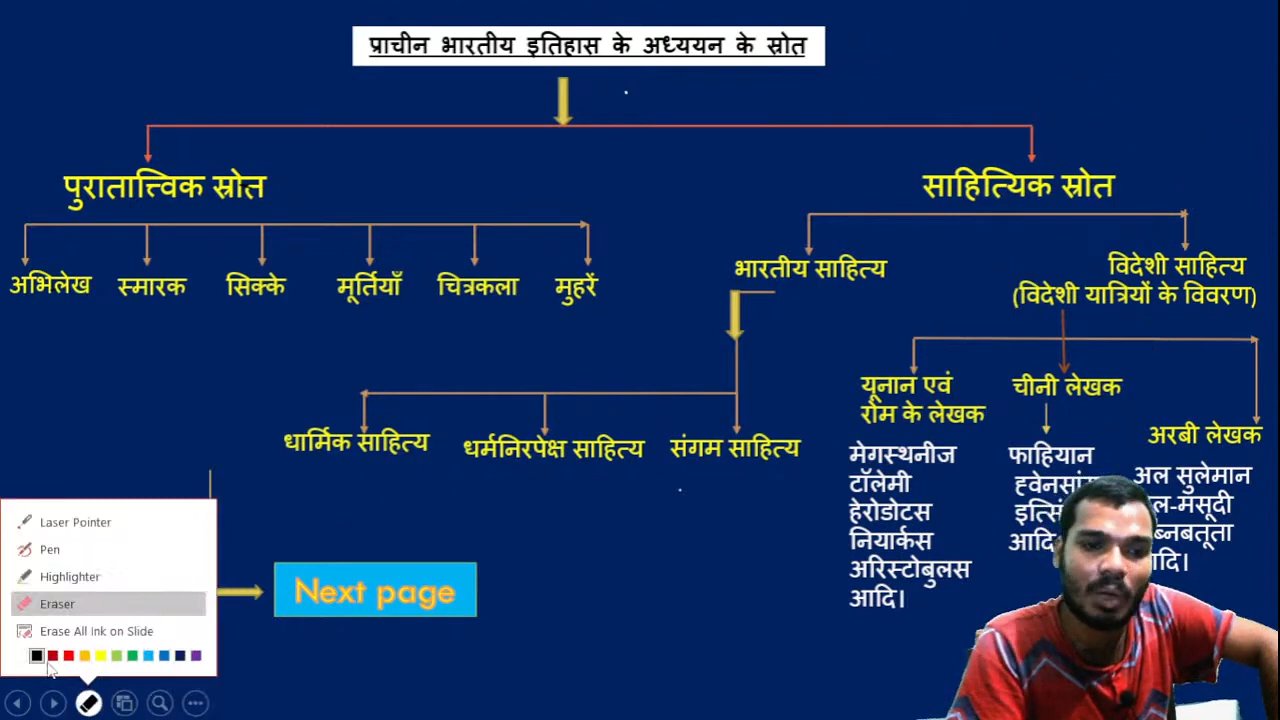 प्राचीन भारतीय इतिहास के अध्ययन के स्रोत
पुरातात्त्विक स्रोत
साहित्यिक स्रोत
अभिलेख
स्मारक
सिक्के
मूर्तियाँ
चित्रकला
मुहरें
भारतीय साहित्य
विदेशी साहित्य
(विदेशी यात्रियों के विवरण)
धार्मिक साहित्य
धर्मनिरपेक्ष साहित्य
संगम साहित्य
यूनान एवं
रोम के लेखक
मेगस्थनीज
टॉलेमी
हेरोडोटस
नियार्कस
अरिस्टोबुलस
आदि।
चीनी लेखक
फाहियान
अरबी लेखक
अल सुलेमान
Laser Pointer
Pen
Highlighter
Eraser
Erase All Ink on Slide
Next page